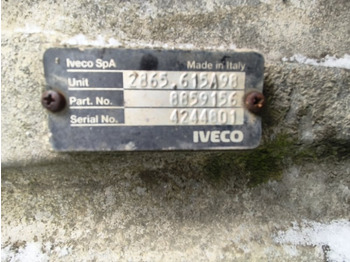 Iveco SpA Made in Italy
Unit 2865.615A98
Part. No. 8859156
Serial No. 4244801
IVECO